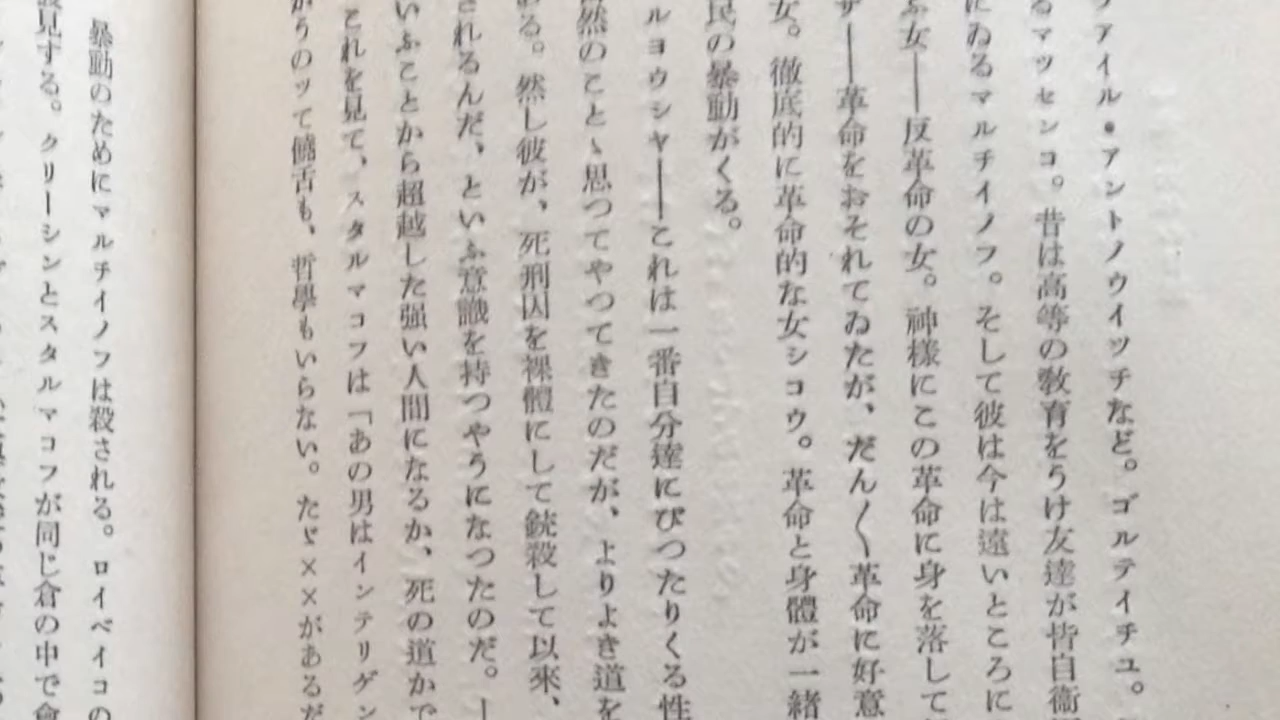 フアイル・アントノウイツチなど。ゴルテイチユ。
るマツセンコ。昔は高等の教育をうけ友達が皆自衞
にゐるマルチイノフ。そして彼は今は遠いところに
ふ女――反革命の女。神樣にこの革命に身を落して
ザ――革命をおそれてゐたが、だん〳〵革命に好意
女。徹底的に革命的な女シコウ。革命と身體が一緖
民の暴動がくる。
ルヨウシヤ――これは一番自分達にぴつたりくる性
然のことゝ思つてやつてきたのだが、よりよき道を
ある。然し彼が、死刑囚を裸體にして銃殺して以來、
されるんだ、といふ意識を持つやうになつたのだ。―
いふことから超越した強い人間になるか、死の道かで
これを見て、スタルマコフは「あの男はインテリゲン
がうのツて饒舌も、哲學もいらない。たゞ××があるだ
暴動のためにマルチイノフは殺される。ロイベイコの
見する。クリーシンとスタルマコフが同じ倉の中で會